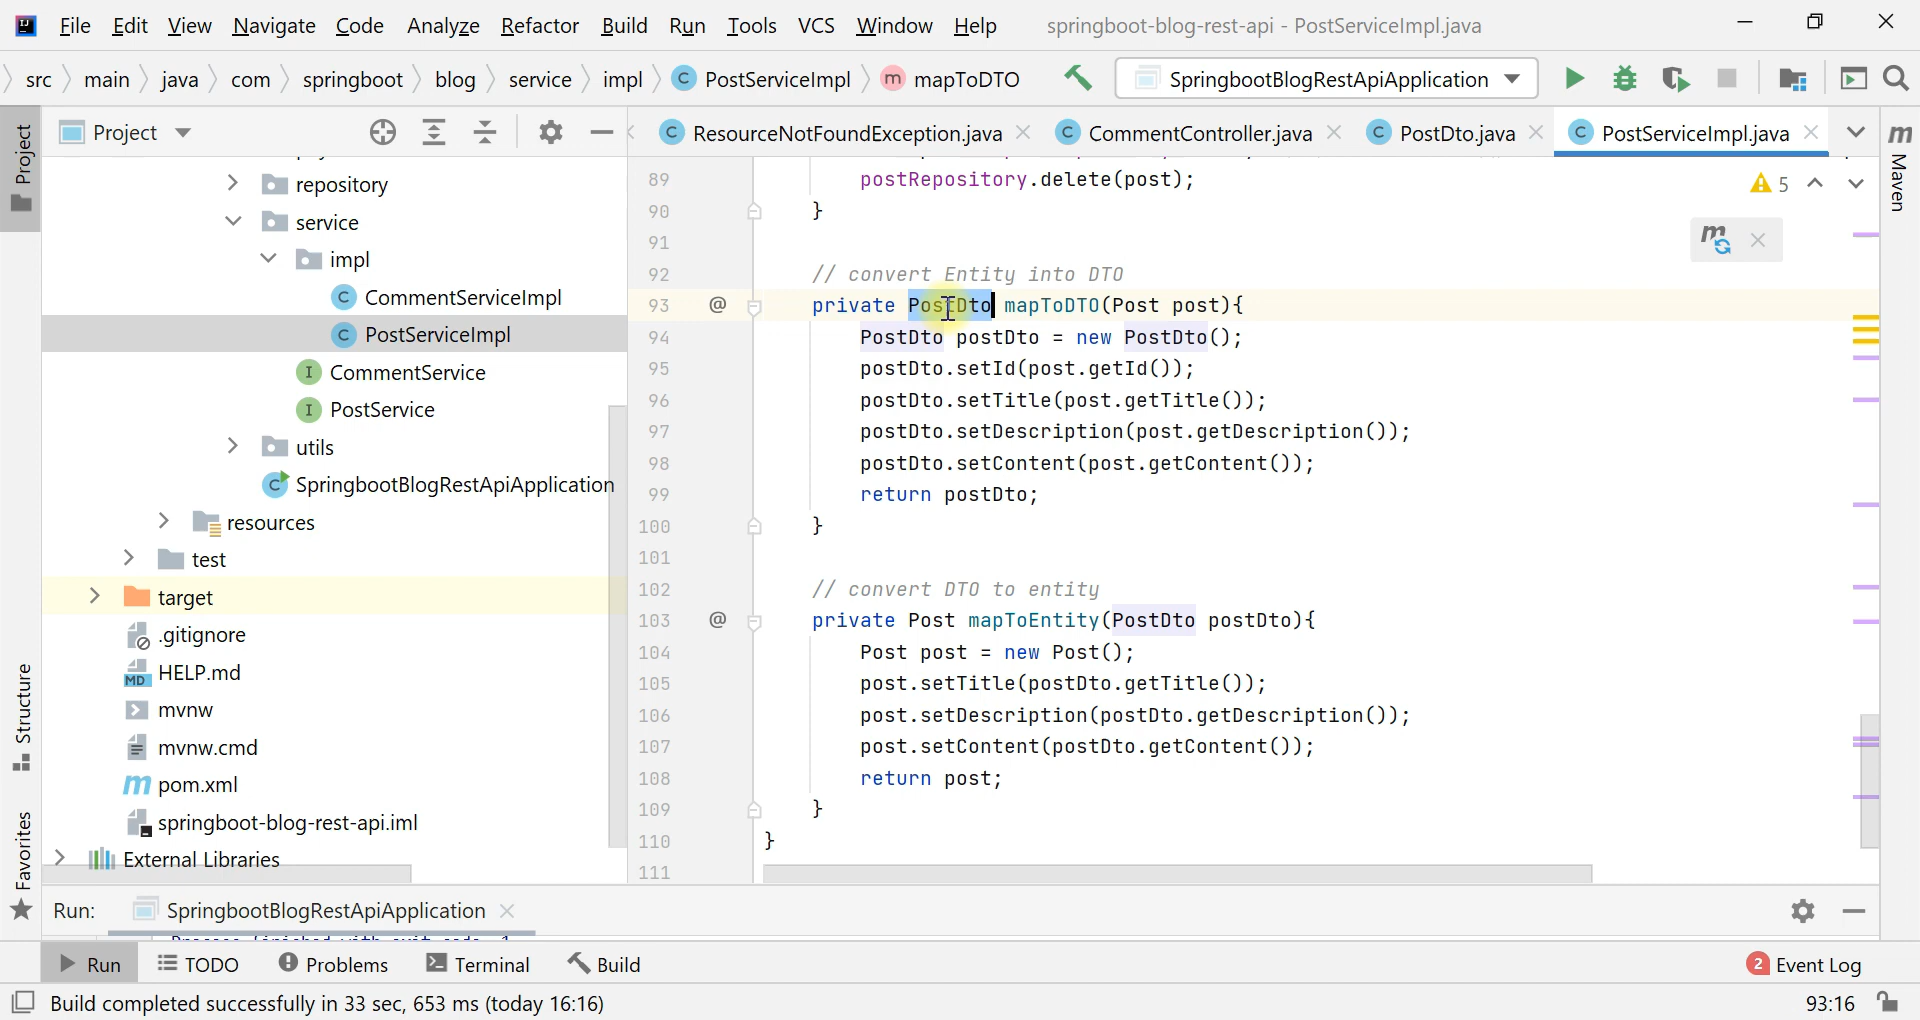 File Edit View Navigate Code Analyze Refactor Build Run Tools VCS Window Help springboot-blog-rest-api - PostServiceImpl.java
src main java com springboot blog service impl C PostServiceImpl m mapToDTO SpringbootBlogRestApiApplication
Project
Project
ResourceNotFoundException.java
CommentController.java
PostDto.java
PostServiceImpl.java
Maven
repository
service
impl
CommentServiceImpl
PostServiceImpl
CommentService
PostService
utils
SpringbootBlogRestApiApplication
resources
test
target
.gitignore
HELP.md
mvnw
mvnw.cmd
pom.xml
springboot-blog-rest-api.iml
External Libraries
Structure
Favorites
5
89 postRepository.delete(post);
90 }
91
92 // convert Entity into DTO
93 @ private PostDto mapToDTO(Post post){
94 PostDto postDto = new PostDto();
95 postDto.setId(post.getId());
96 postDto.setTitle(post.getTitle());
97 postDto.setDescription(post.getDescription());
98 postDto.setContent(post.getContent());
99 return postDto;
100 }
101
102 // convert DTO to entity
103 @ private Post mapToEntity(PostDto postDto){
104 Post post = new Post();
105 post.setTitle(postDto.getTitle());
106 post.setDescription(postDto.getDescription());
107 post.setContent(postDto.getContent());
108 return post;
109 }
110 }
111
Run: SpringbootBlogRestApiApplication
Run TODO Problems Terminal Build 2 Event Log
Build completed successfully in 33 sec, 653 ms (today 16:16) 93:16